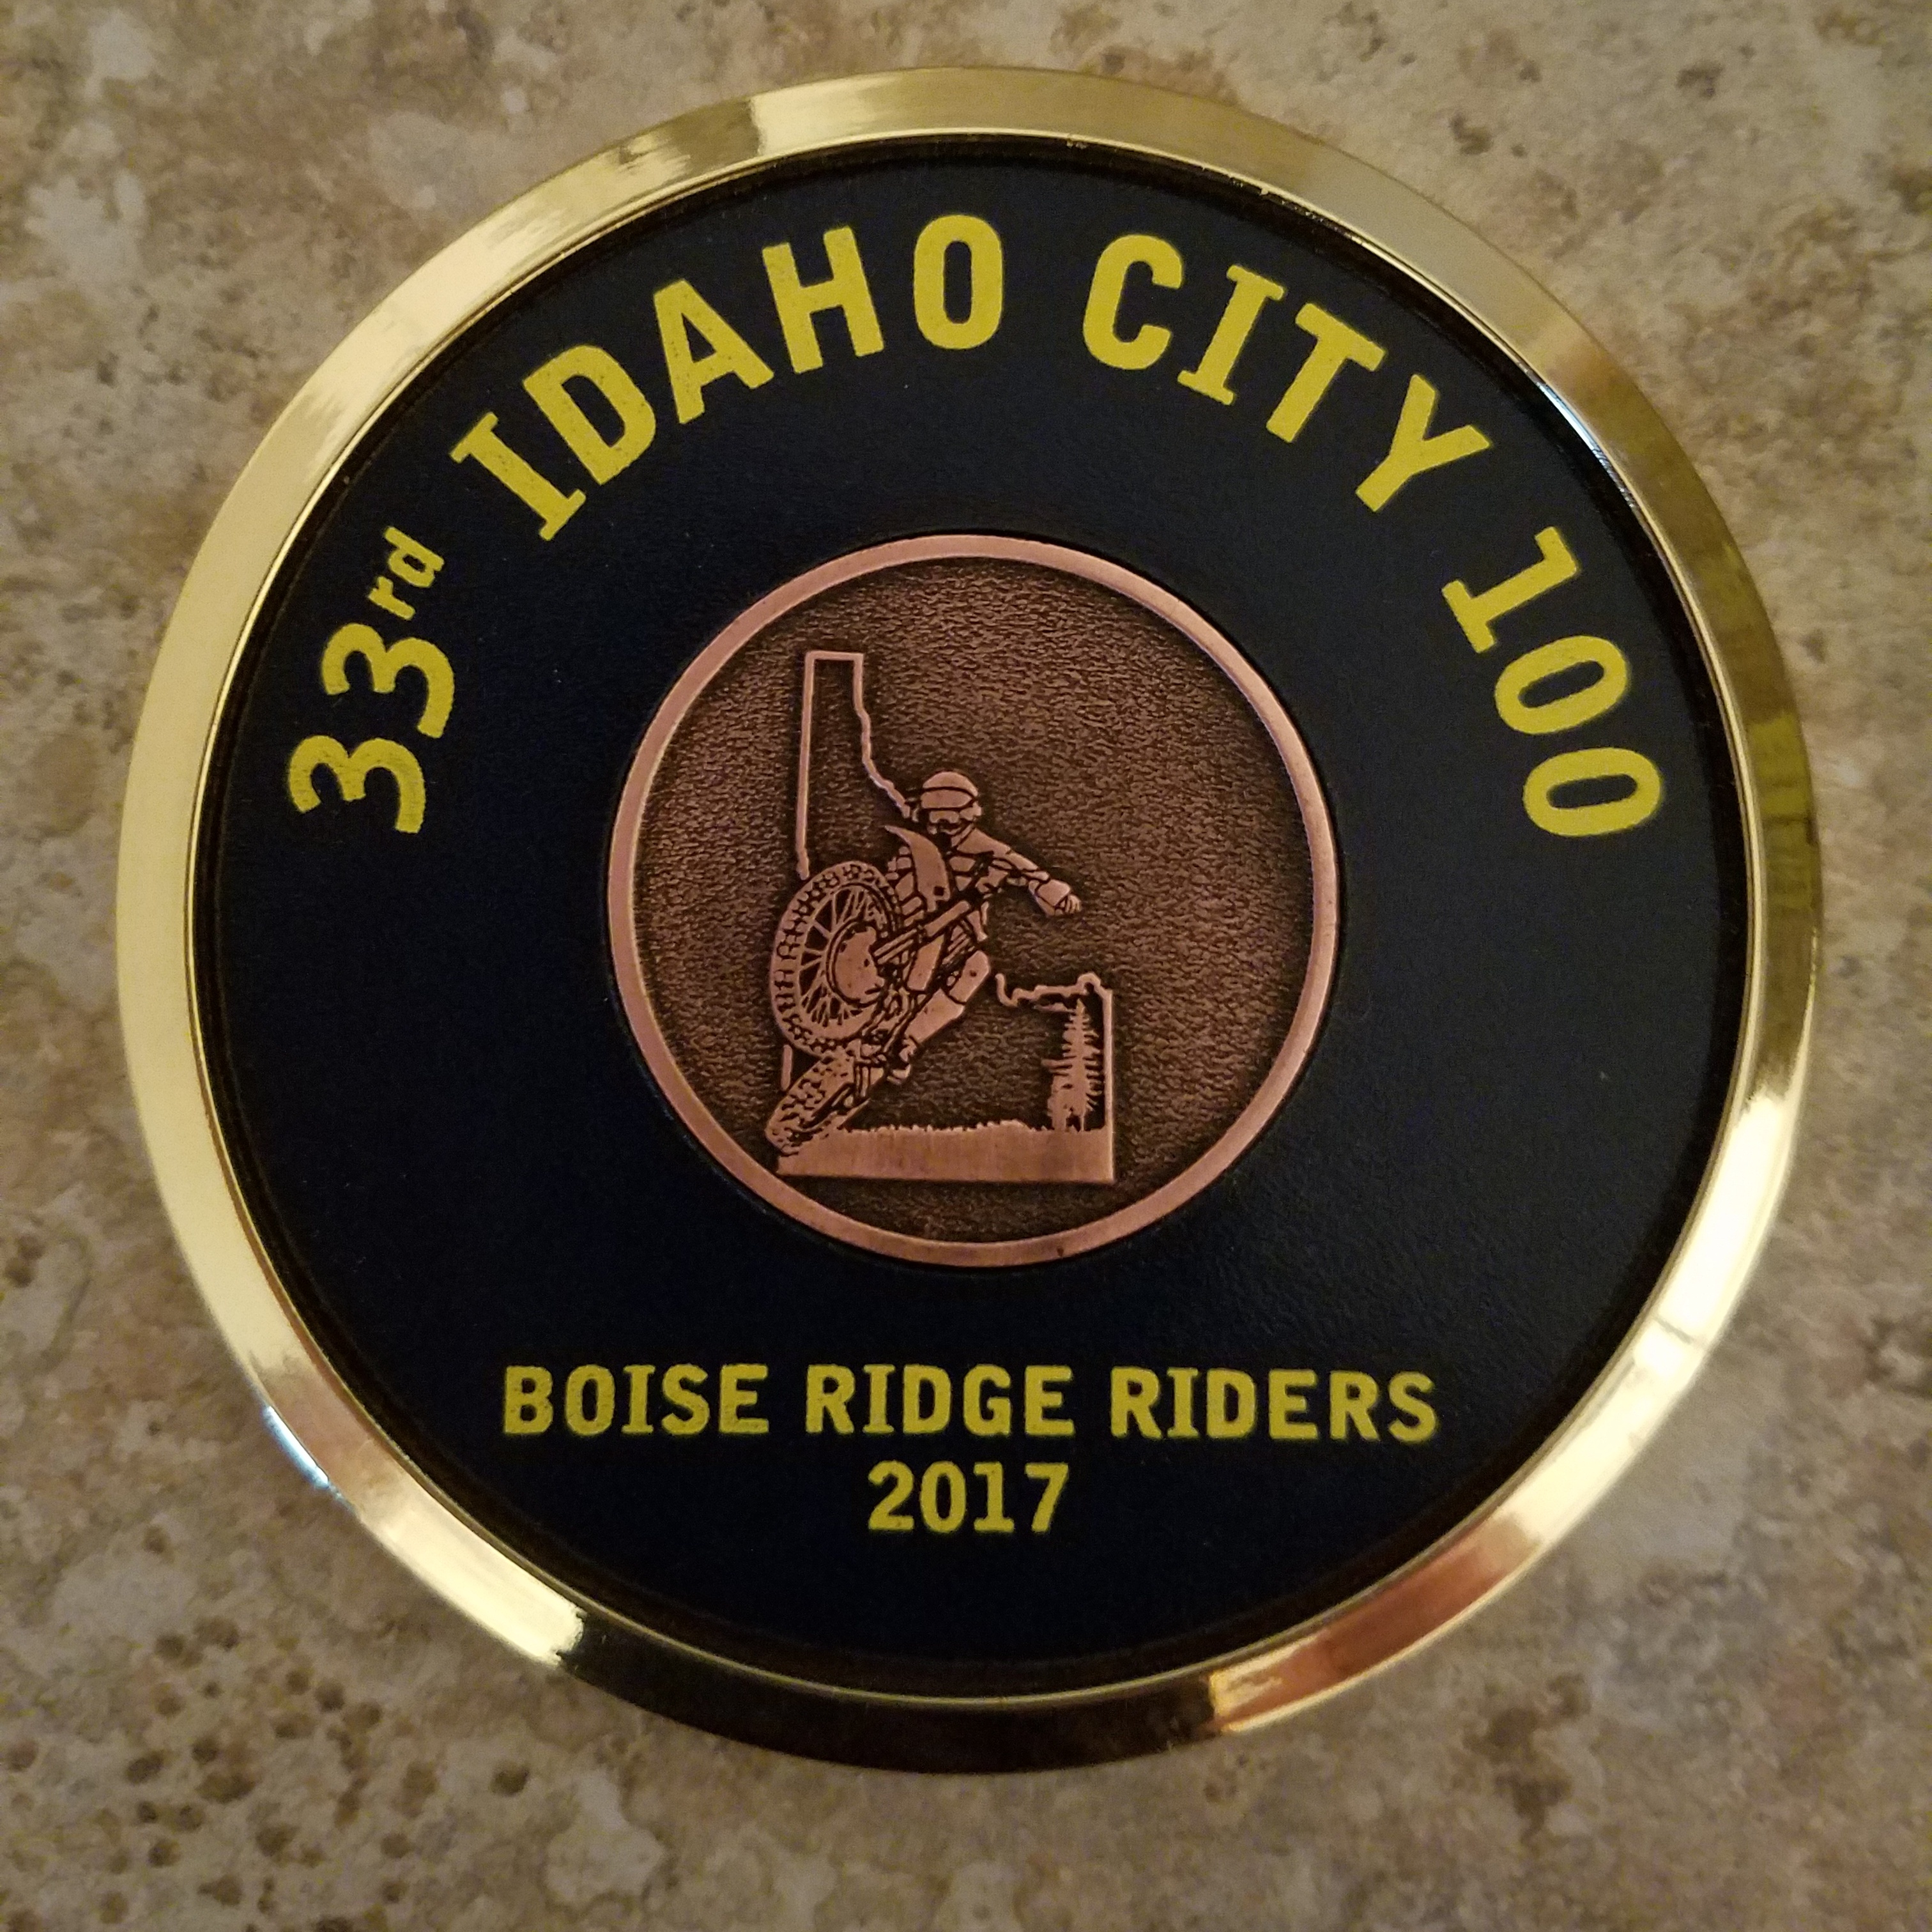 33rd IDAHO CITY 100
BOISE RIDGE RIDERS
2017